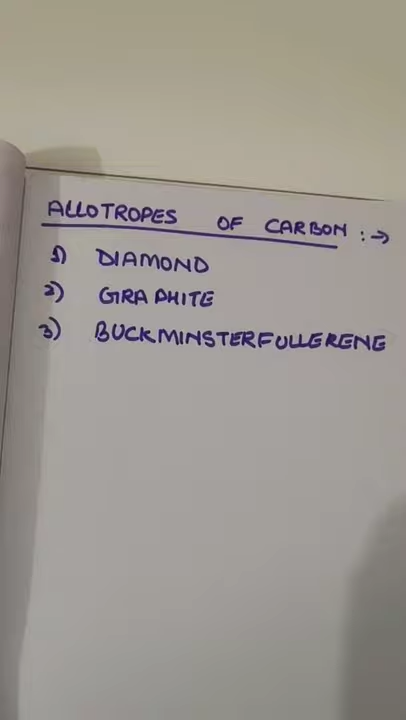 ALLOTROPES OF CARBON :→
1) DIAMOND
2) GRAPHITE
3) BUCKMINSTERFULLERENE